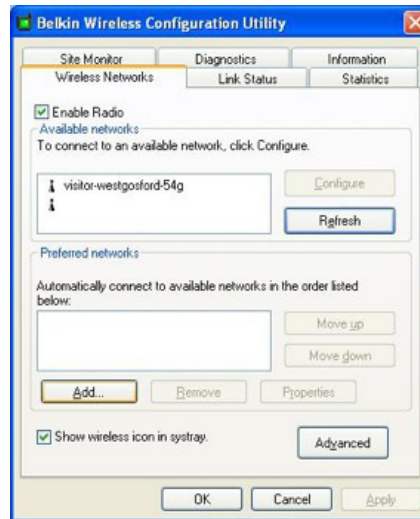 Belkin Wireless Configuration Utility
Site Monitor Diagnostics Information
Wireless Networks Link Status Statistics
Enable Radio
Available networks
To connect to an available network, click Configure.
visitor-westgosford-54g
Configure
Refresh
Preferred networks
Automatically connect to available networks in the order listed
below:
Move up
Move down
Add... Remove Properties
Show wireless icon in systray.
Advanced
OK Cancel Apply